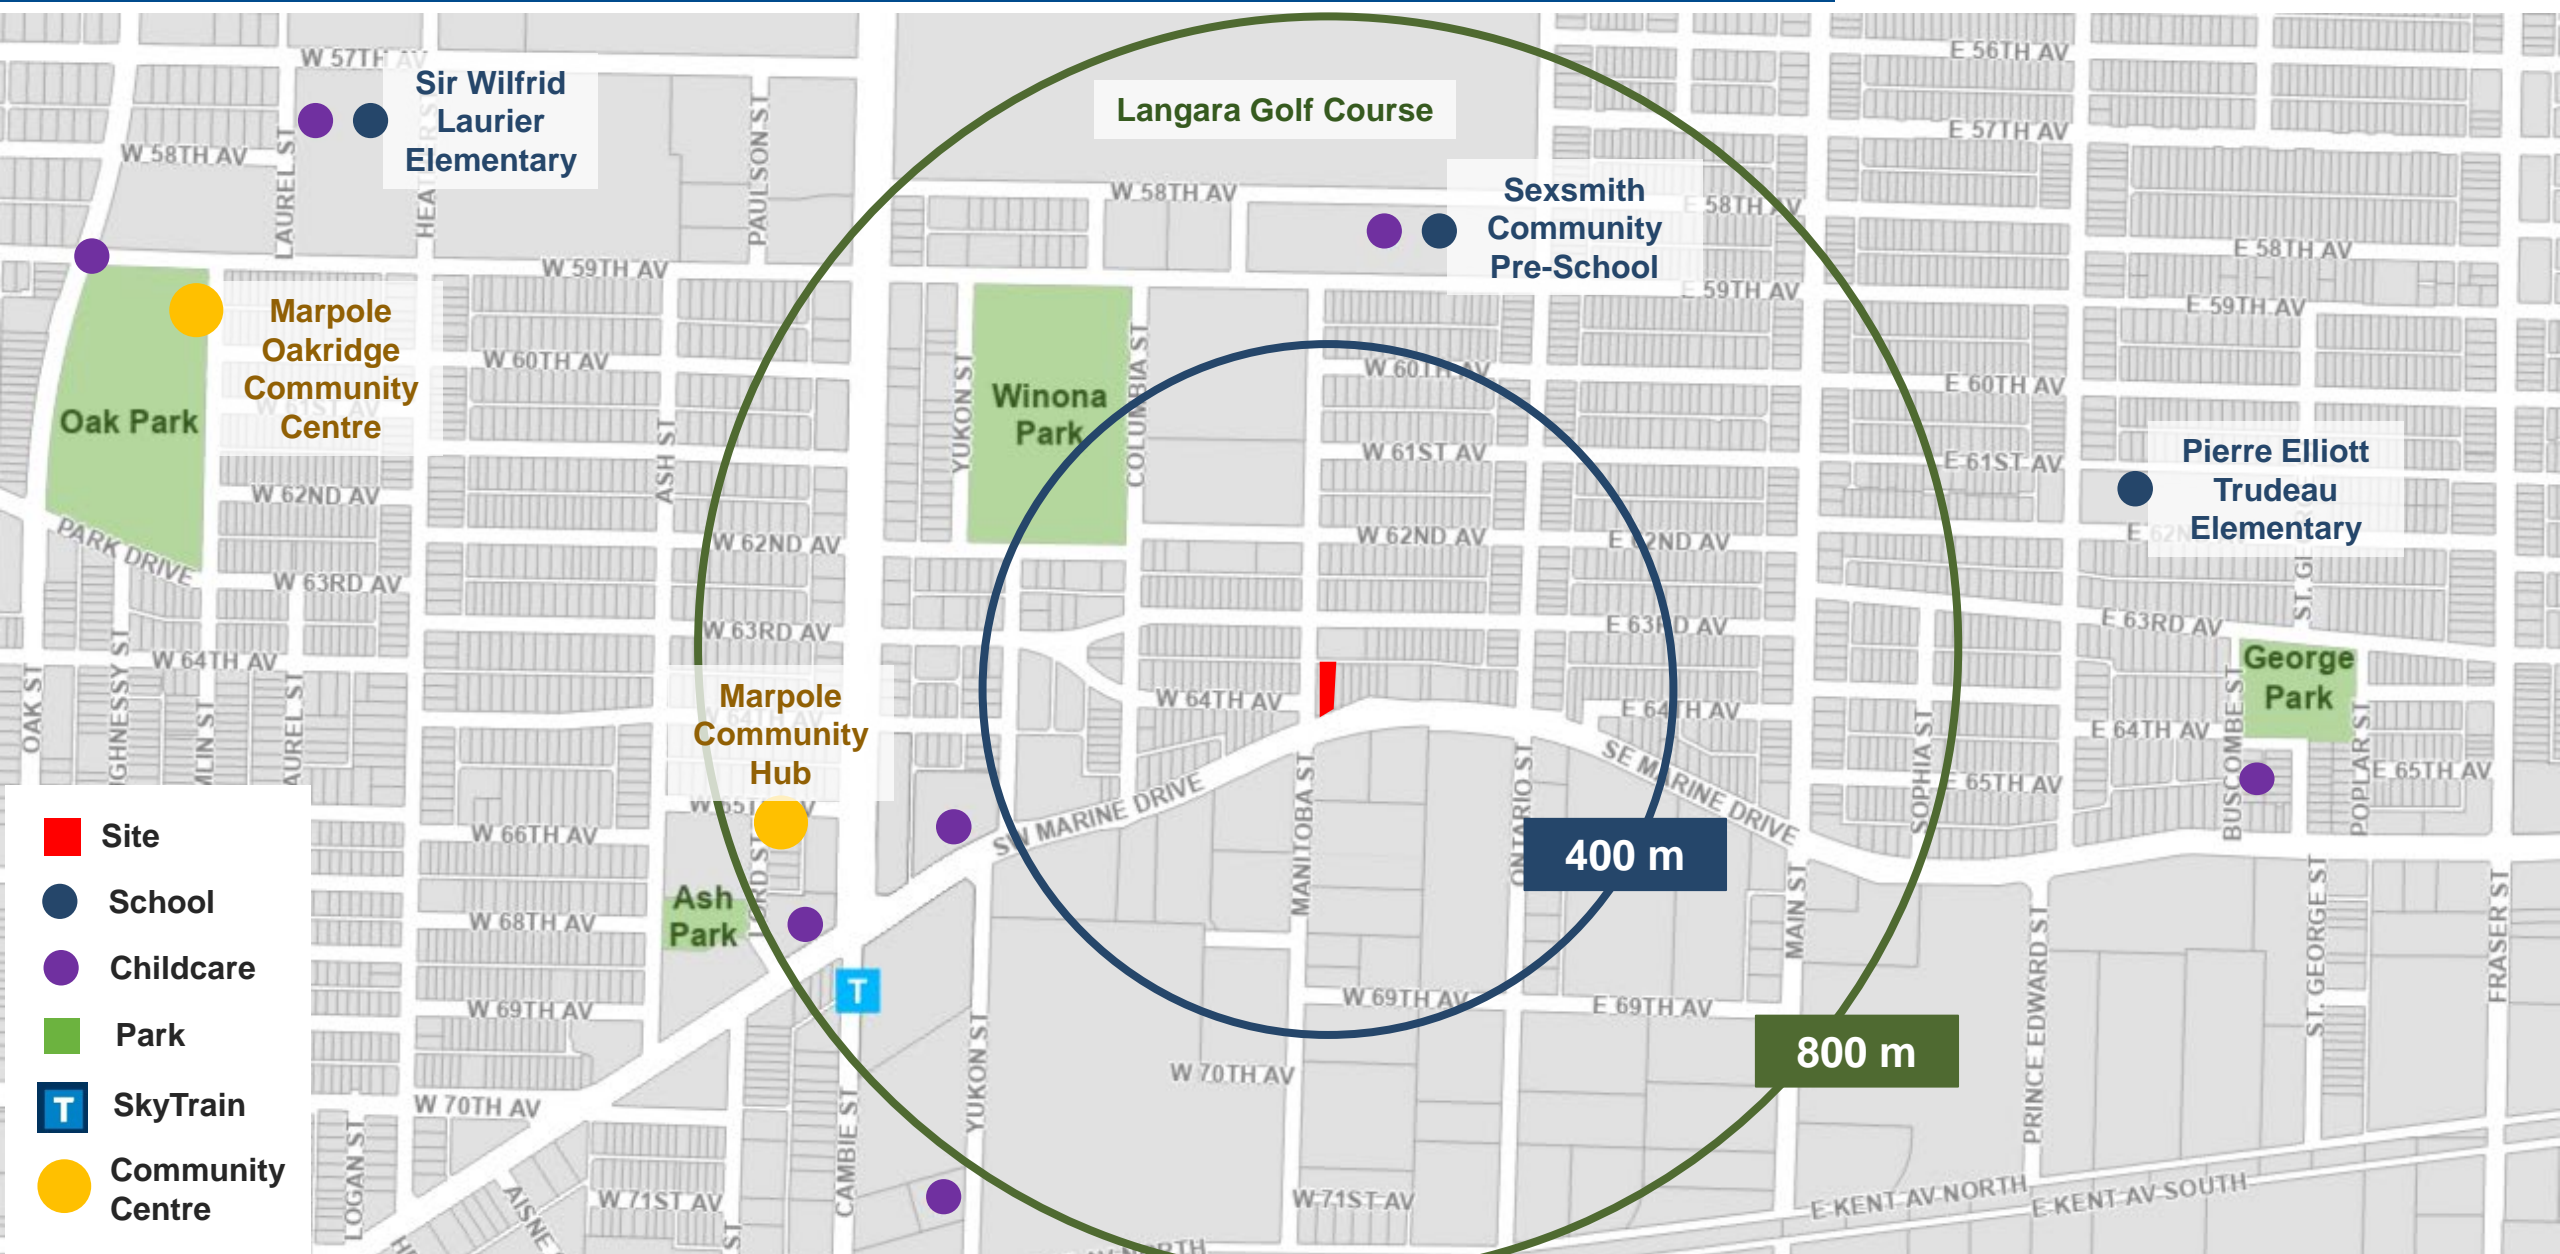 W 57TH AV
E 56TH AV
Sir Wilfrid
Laurier
Elementary
Langara Golf Course
PAULSON ST
E 57TH AV
W 58TH AV
LAUREL ST
W 58TH AV
Sexsmith
Community
Pre-School
E 58TH AV
E 58TH AV
W 59TH AV
E 59TH AV
E 59TH AV
Marpole
Oakridge
Community
Centre
Oak Park
W 60TH AV
W 60TH AV
E 60TH AV
YUKON ST
Winona
Park
COLUMBIA ST
ASH ST
W 61ST AV
E 61ST AV
Pierre Elliott
Trudeau
Elementary
W 62ND AV
PARK DRIVE
W 62ND AV
W 62ND AV
E 62ND AV
W 63RD AV
W 63RD AV
E 63RD AV
E 63RD AV
W 64TH AV
OAK ST
George
Park
Marpole
Community
Hub
W 64TH AV
E 64TH AV
E 64TH AV
SOPHIA ST
BUSCOMBE ST
POPLAR ST
SE MARINE DRIVE
SW MARINE DRIVE
MANITOBA ST
ONTARIO ST
E 65TH AV
E 65TH AV
W 65TH AV
W 66TH AV
400 m
Ash
Park
W 68TH AV
MAIN ST
PRINCE EDWARD ST
ST. GEORGE ST
FRASER ST
T
W 69TH AV
W 69TH AV
E 69TH AV
800 m
YUKON ST
W 70TH AV
W 70TH AV
CAMBIE ST
LOGAN ST
W 71ST AV
W 71ST AV
E KENT AV NORTH
E KENT AV SOUTH
Site
School
Childcare
Park
T
SkyTrain
Community
Centre